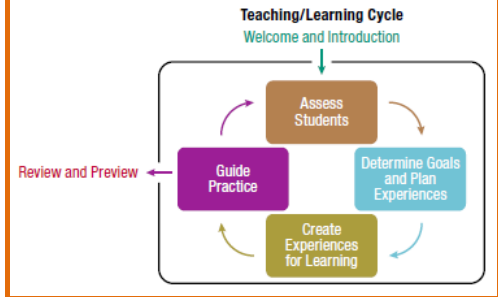 Teaching/Learning Cycle
Welcome and Introduction
Assess
Students
Review and Preview
Guide
Practice
Determine Goals
and Plan
Experiences
Create
Experiences
for Learning